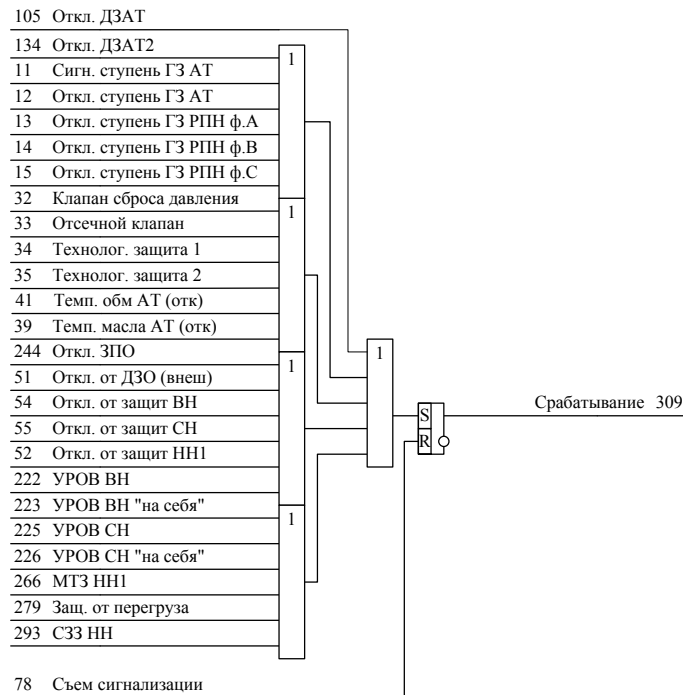 105 Откл. ДЗАТ
134 Откл. ДЗАТ2
11 Сигн. ступень ГЗ АТ
12 Откл. ступень ГЗ АТ
13 Откл. ступень ГЗ РПН ф.А
14 Откл. ступень ГЗ РПН ф.В
15 Откл. ступень ГЗ РПН ф.С
32 Клапан сброса давления
33 Отсечной клапан
34 Технолог. защита 1
35 Технолог. защита 2
41 Темп. обм АТ (отк)
39 Темп. масла АТ (отк)
244 Откл. ЗПО
51 Откл. от ДЗО (внеш)
54 Откл. от защит ВН
55 Откл. от защит СН
52 Откл. от защит НН1
222 УРОВ ВН
223 УРОВ ВН "на себя"
225 УРОВ СН
226 УРОВ СН "на себя"
266 МТЗ НН1
279 Защ. от перегруза
293 СЗЗ НН
78 Съем сигнализации
1
1
1
1
1
S
R
Срабатывание 309